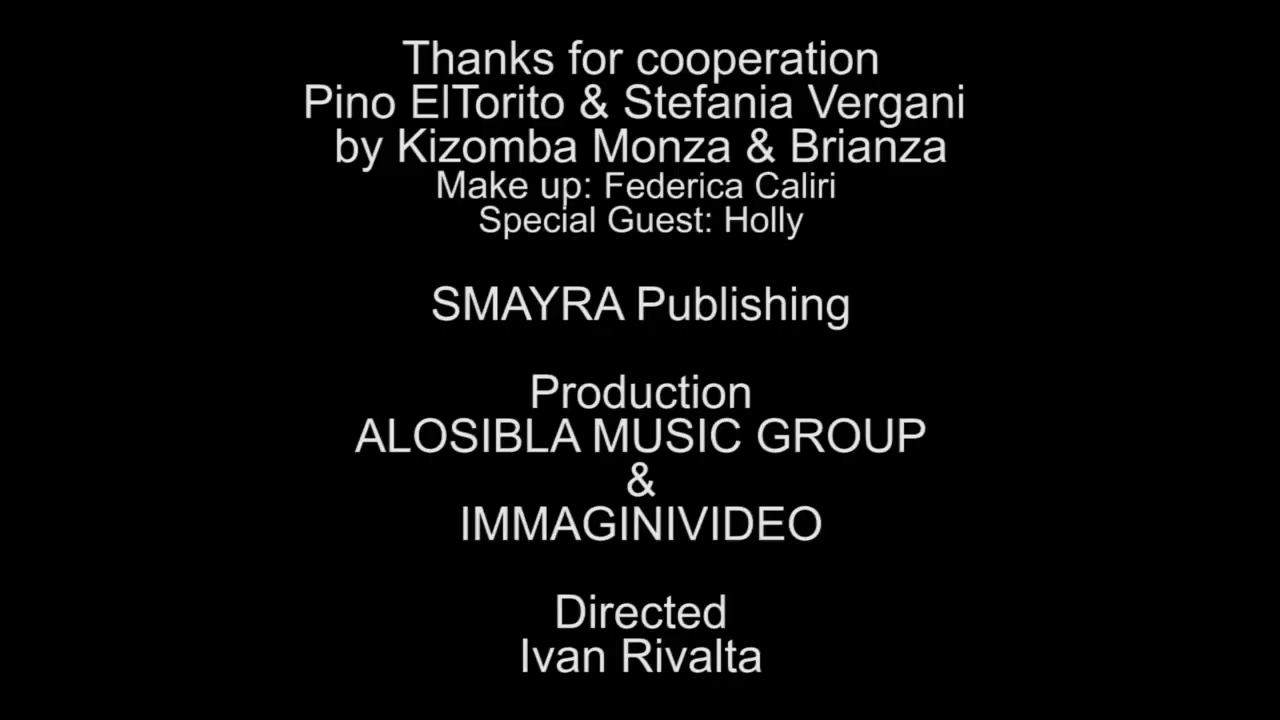 Thanks for cooperation
Pino ElTorito & Stefania Vergani
by Kizomba Monza & Brianza
Make up: Federica Caliri
Special Guest: Holly
SMAYRA Publishing
Production
ALOSIBLA MUSIC GROUP
&
IMMAGINIVIDEO
Directed
Ivan Rivalta